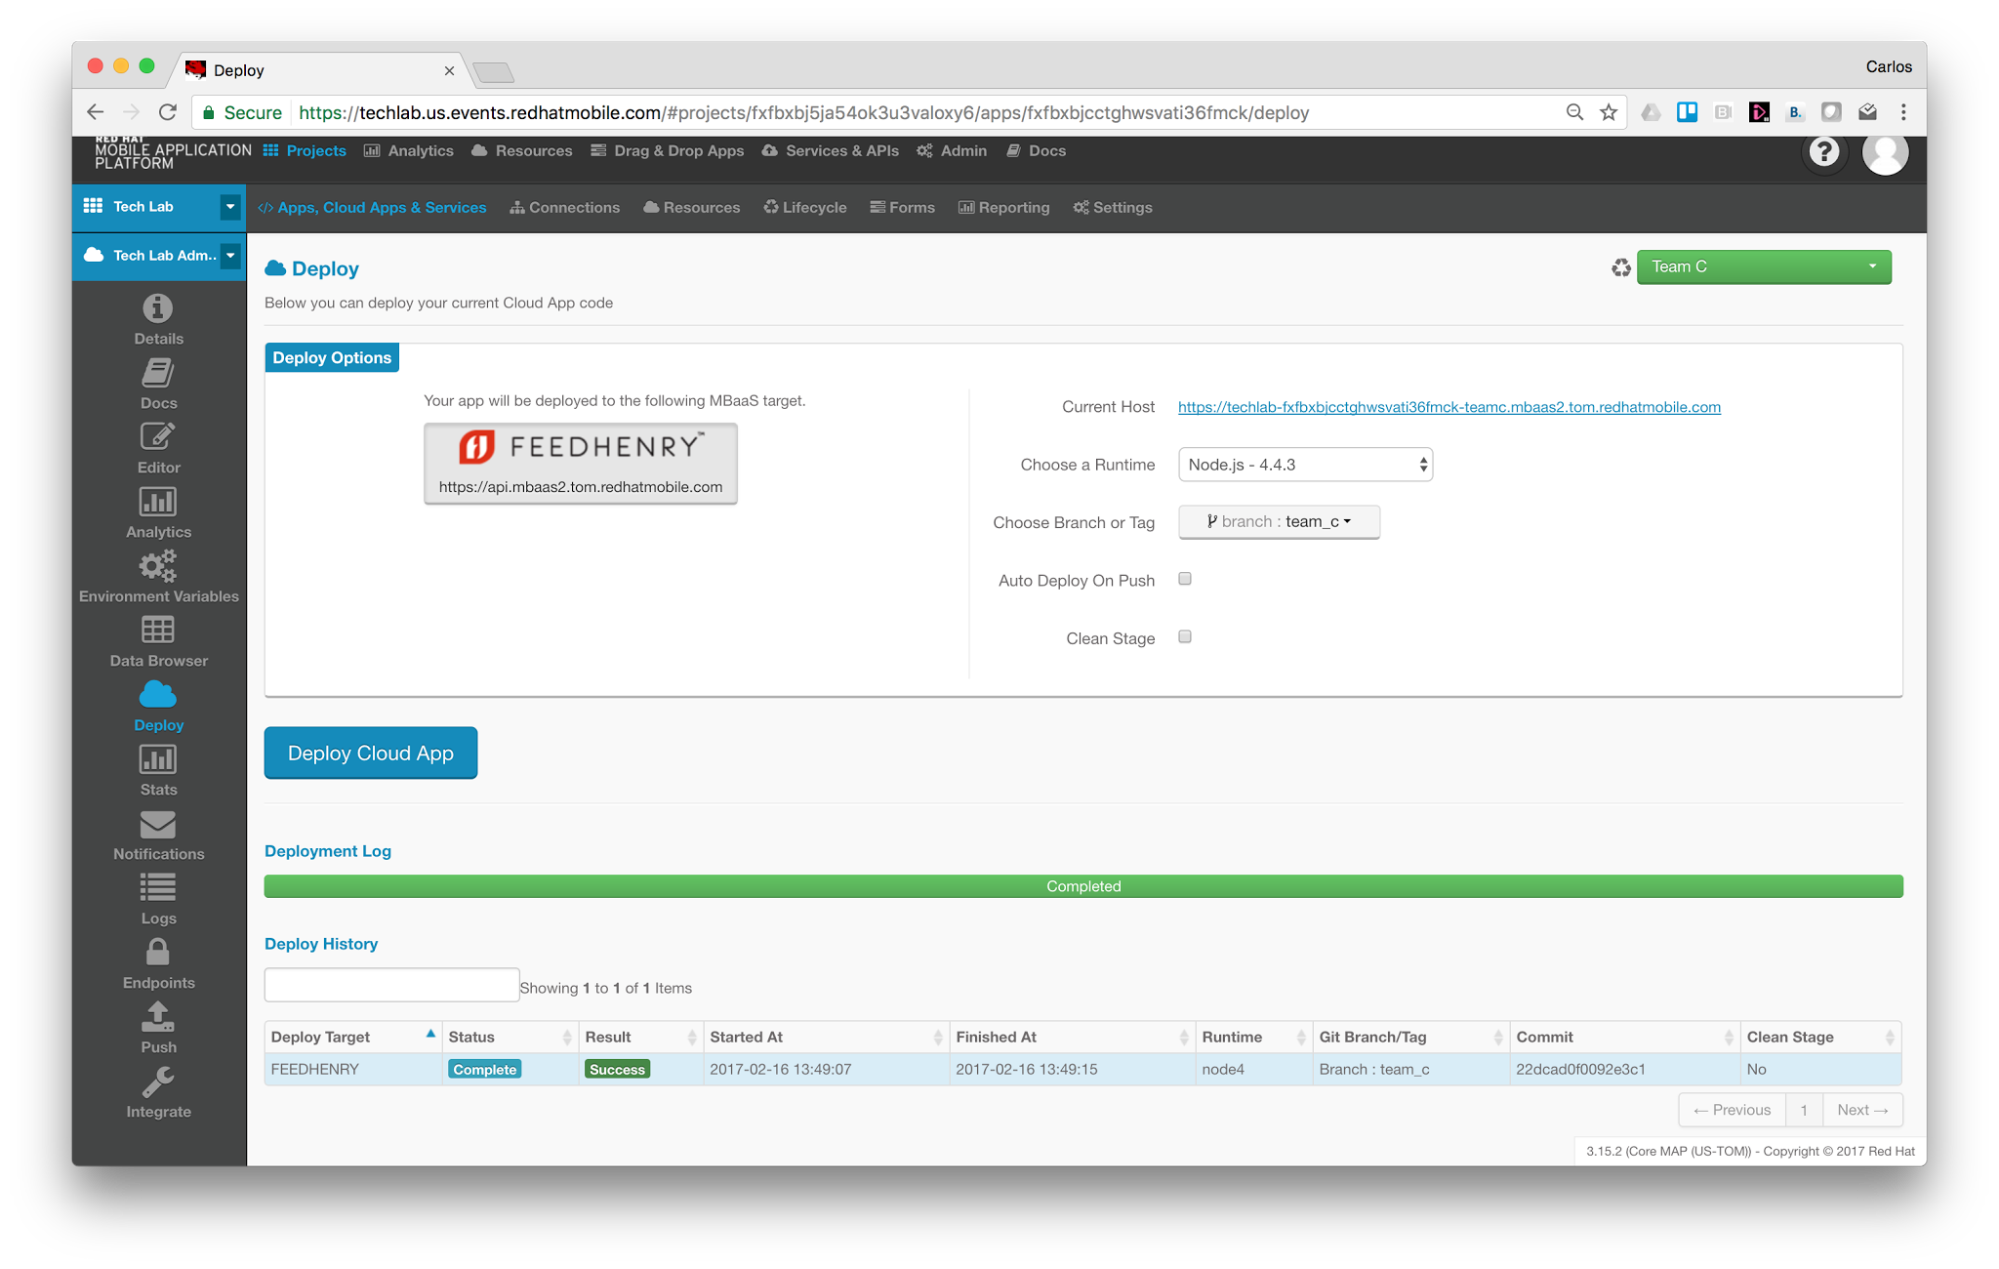 Deploy
Carlos
Secure https://techlab.us.events.redhatmobile.com/#projects/fxfbxbj5ja54ok3u3valoxy6/apps/fxfbxbjcctghwsvati36fmck/deploy
B.
RED HAT
MOBILE APPLICATION
PLATFORM
Projects Analytics Resources Drag & Drop Apps Services & APIs Admin Docs
?
Tech Lab
Apps, Cloud Apps & Services Connections Resources Lifecycle Forms Reporting Settings
Tech Lab Adm..
Details
Docs
Editor
Analytics
Environment Variables
Data Browser
Deploy
Stats
Notifications
Logs
Endpoints
Push
Integrate
Deploy
Team C
Below you can deploy your current Cloud App code
Deploy Options
Your app will be deployed to the following MBaaS target.
FEEDHENRY™
https://api.mbaas2.tom.redhatmobile.com
Current Host https://techlab-fxfbxbjcctghwsvati36fmck-teamc.mbaas2.tom.redhatmobile.com
Choose a Runtime Node.js - 4.4.3
Choose Branch or Tag branch : team_c
Auto Deploy On Push
Clean Stage
Deploy Cloud App
Deployment Log
Completed
Deploy History
Showing 1 to 1 of 1 Items
Deploy Target Status Result Started At Finished At Runtime Git Branch/Tag Commit Clean Stage
FEEDHENRY Complete Success 2017-02-16 13:49:07 2017-02-16 13:49:15 node4 Branch : team_c 22dcad0f0092e3c1 No
← Previous 1 Next →
3.15.2 (Core MAP (US-TOM)) - Copyright © 2017 Red Hat